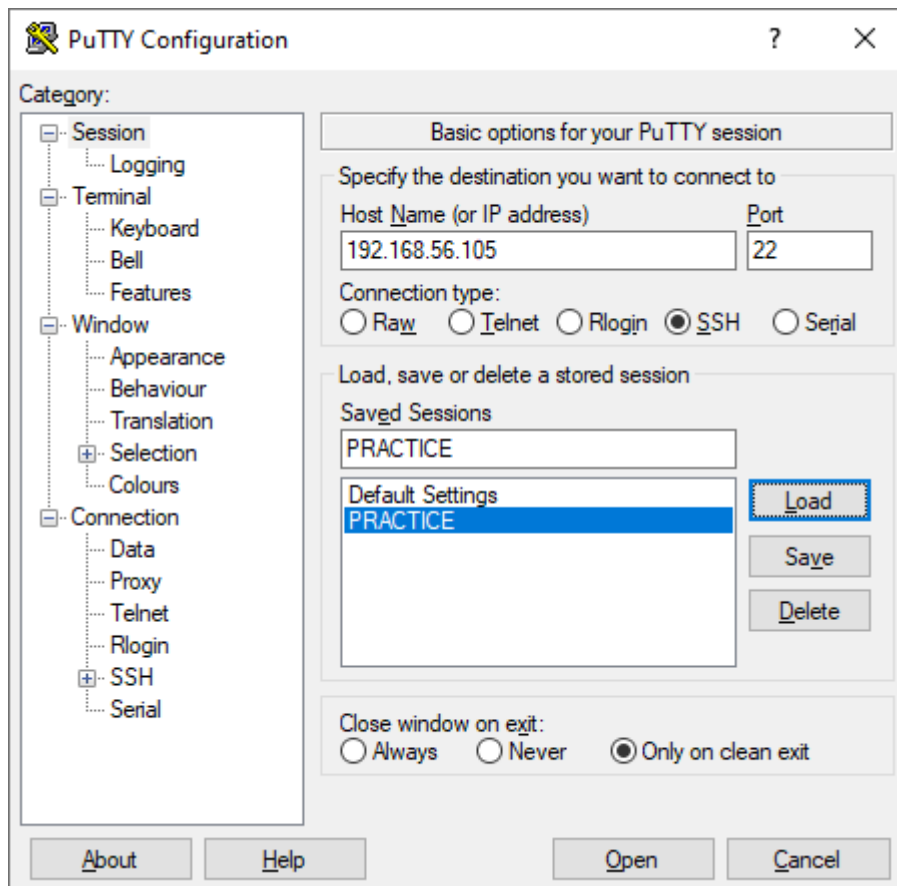 PuTTY Configuration
?
Category:
Session
Logging
Terminal
Keyboard
Bell
Features
Window
Appearance
Behaviour
Translation
Selection
Colours
Connection
Data
Proxy
Telnet
Rlogin
SSH
Serial
Basic options for your PuTTY session
Specify the destination you want to connect to
Host Name (or IP address) Port
192.168.56.105 22
Connection type:
Raw Telnet Rlogin SSH Serial
Load, save or delete a stored session
Saved Sessions
PRACTICE
Default Settings
PRACTICE
Load
Save
Delete
Close window on exit:
Always Never Only on clean exit
About Help Open Cancel